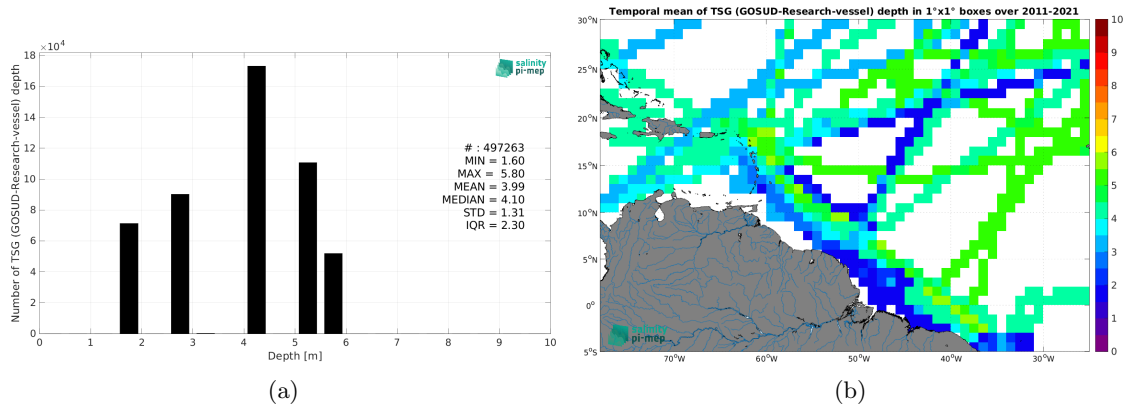 ×10⁴
18
16
14
12
10
8
6
4
2
0
Number of TSG (GOSUD-Research-vessel) depth
0 1 2 3 4 5 6 7 8 9 10
Depth [m]
salinity
pi-mep
# : 497263
MIN = 1.60
MAX = 5.80
MEAN = 3.99
MEDIAN = 4.10
STD = 1.31
IQR = 2.30
(a)
Temporal mean of TSG (GOSUD-Research-vessel) depth in 1°x1° boxes over 2011-2021
30°N
25°N
20°N
15°N
10°N
5°N
0°
5°S
70°W 60°W 50°W 40°W 30°W
salinity
pi-mep
10
9
8
7
6
5
4
3
2
1
0
(b)